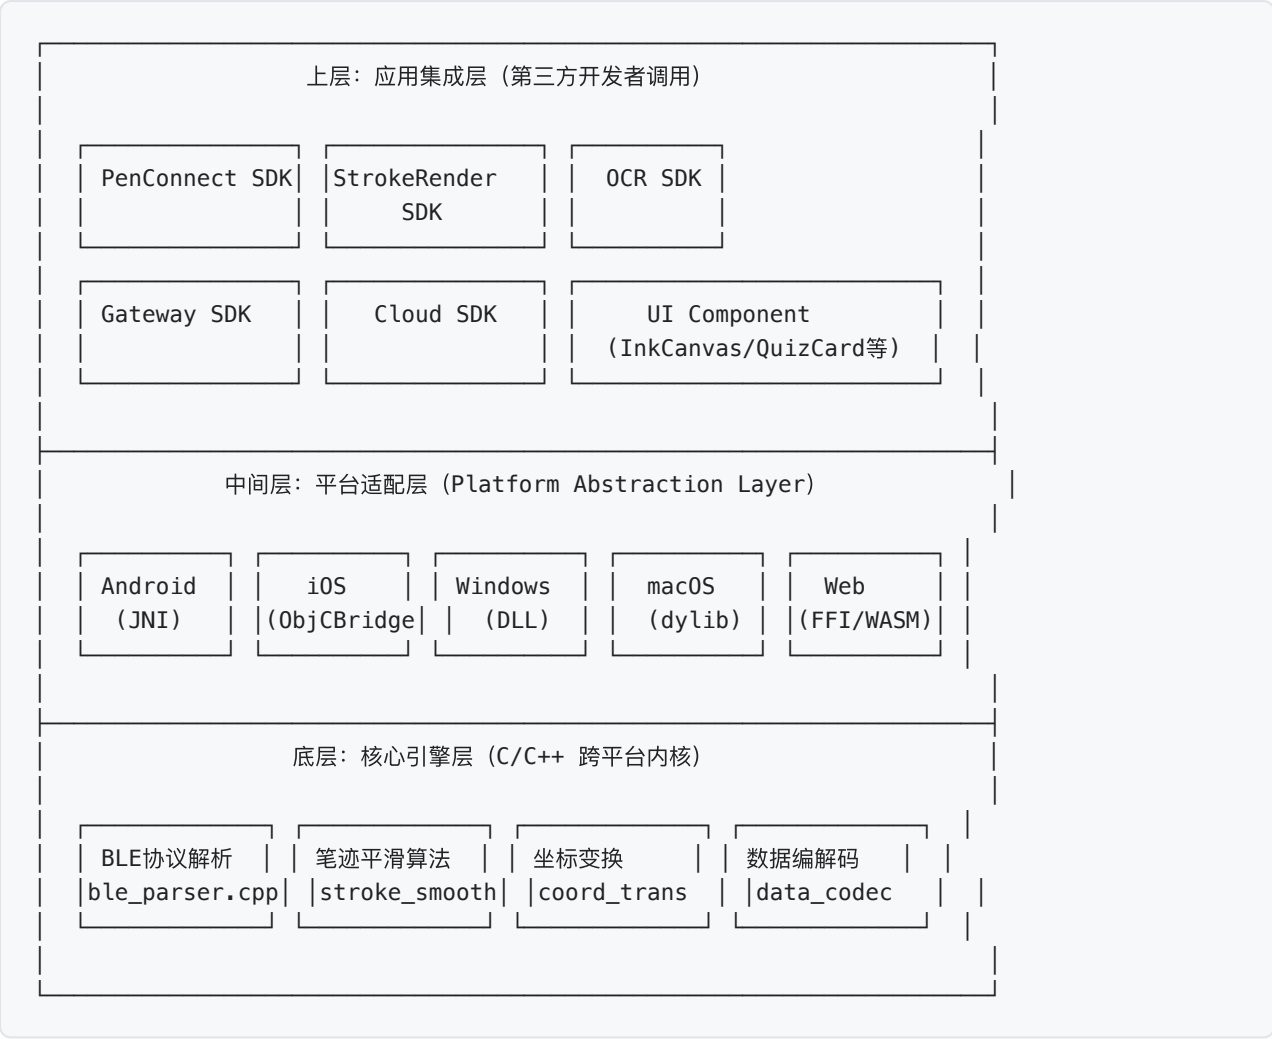 上层：应用集成层（第三方开发者调用）
PenConnect SDK StrokeRender OCR SDK
SDK
Gateway SDK Cloud SDK UI Component
(InkCanvas/QuizCard等)
中间层：平台适配层（Platform Abstraction Layer）
Android iOS Windows macOS Web
(JNI) (ObjCBridge (DLL) (dylib) (FFI/WASM)
底层：核心引擎层（C/C++ 跨平台内核）
BLE协议解析 笔迹平滑算法 坐标变换 数据编解码
ble_parser.cpp stroke_smooth coord_trans data_codec